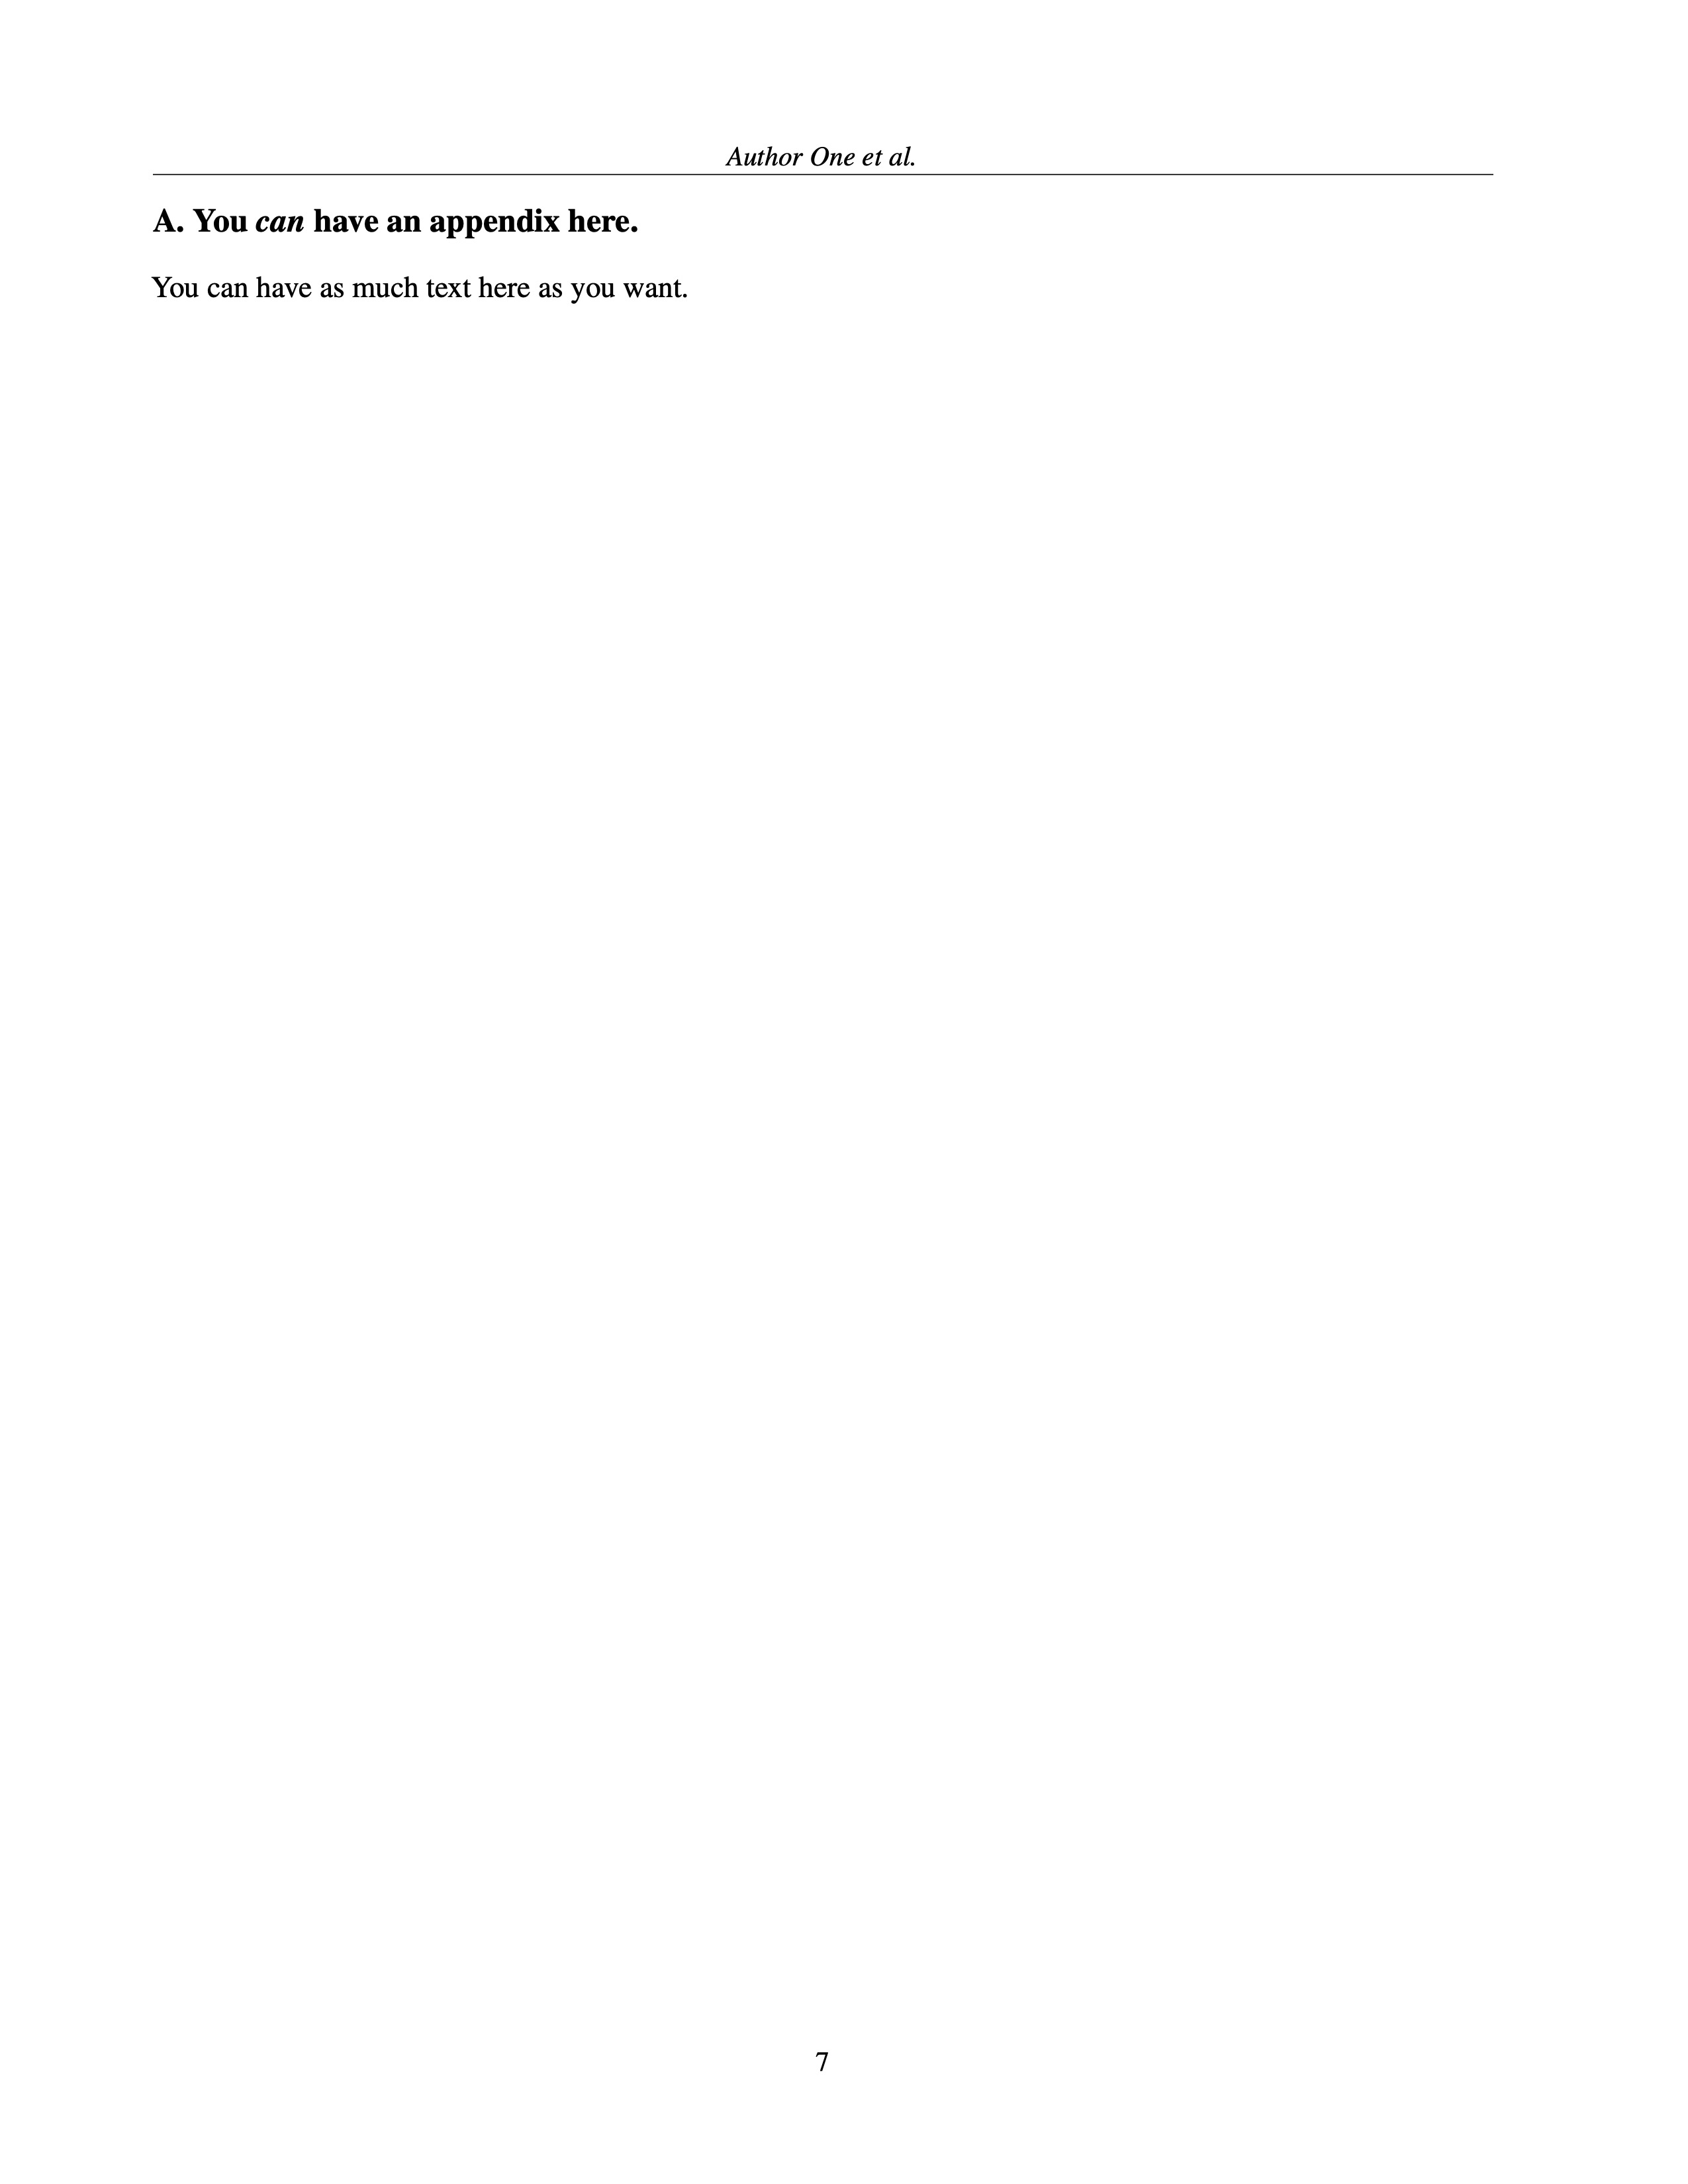 Author One et al.
A. You can have an appendix here.
You can have as much text here as you want.
7